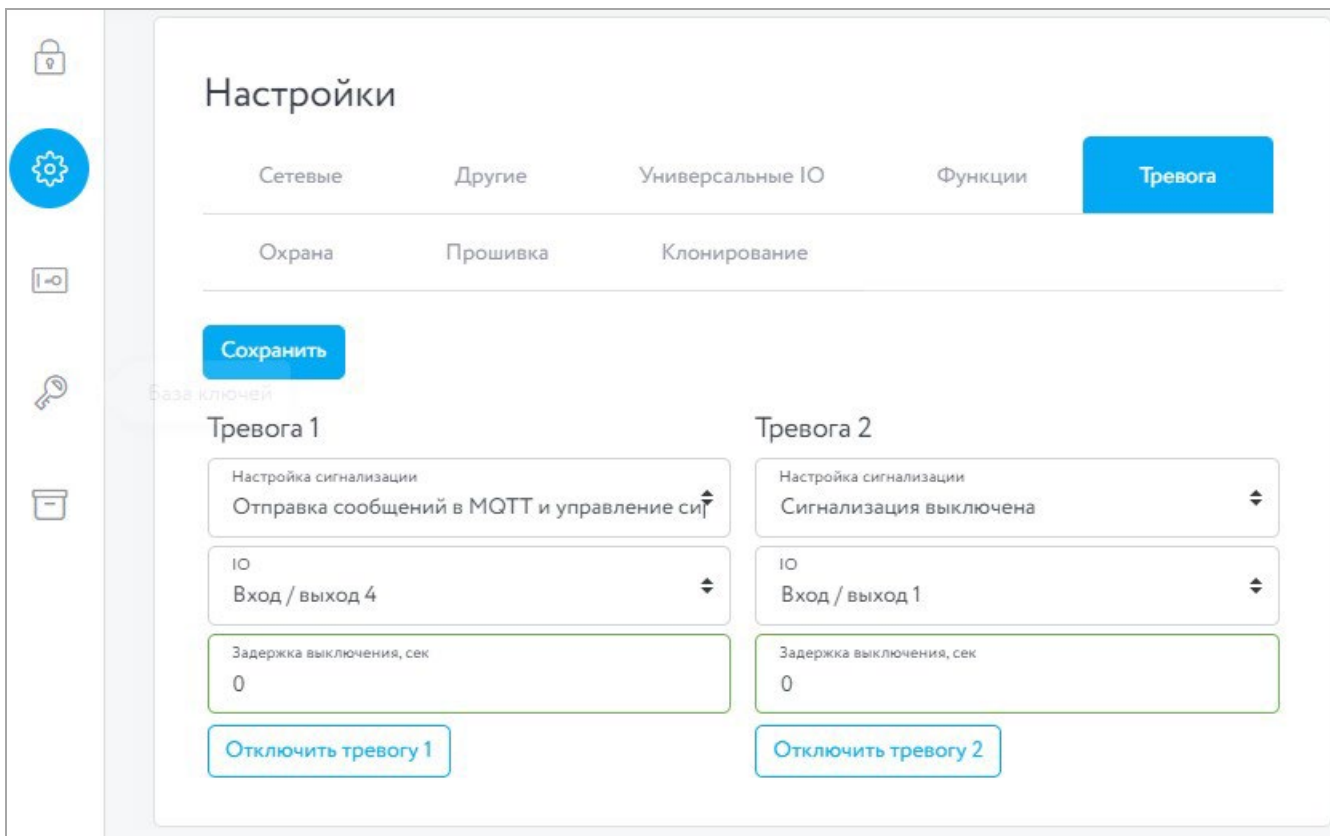 Настройки
Сетевые Другие Универсальные IO Функции Тревога
Охрана Прошивка Клонирование
Сохранить
База ключей
Тревога 1 Тревога 2
Настройка сигнализации Настройка сигнализации
Отправка сообщений в MQTT и управление сир Сигнализация выключена
IO IO
Вход / выход 4 Вход / выход 1
Задержка выключения, сек Задержка выключения, сек
0 0
Отключить тревогу 1 Отключить тревогу 2